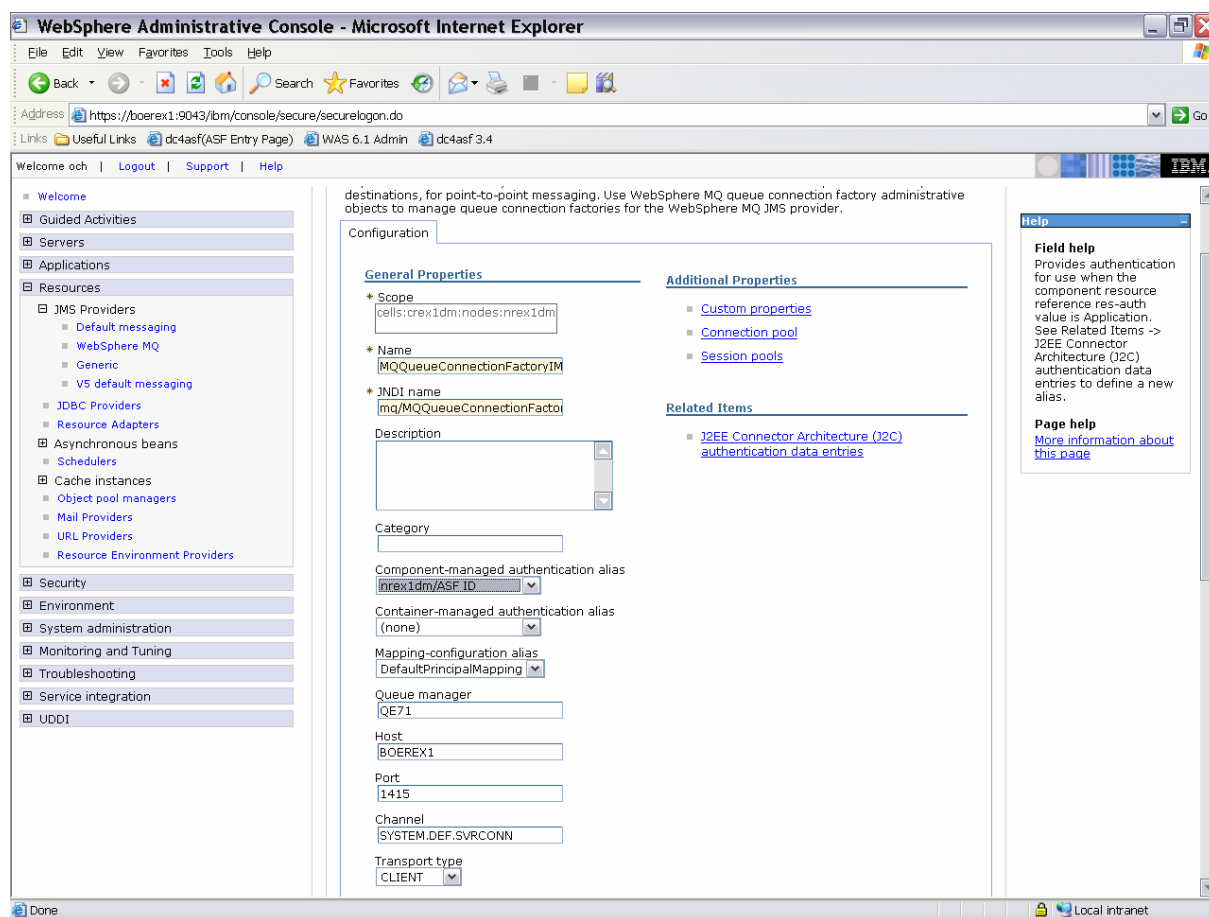 WebSphere Administrative Console - Microsoft Internet Explorer
File Edit View Favorites Tools Help
Back Search Favorites
Address https://boerex1:9043/ibm/console/secure/securelogon.do Go
Links Useful Links dc4asf(ASF Entry Page) WAS 6.1 Admin dc4asf 3.4
Welcome och | Logout | Support | Help IBM.
Welcome
Guided Activities
Servers
Applications
Resources
JMS Providers
Default messaging
WebSphere MQ
Generic
V5 default messaging
JDBC Providers
Resource Adapters
Asynchronous beans
Schedulers
Cache instances
Object pool managers
Mail Providers
URL Providers
Resource Environment Providers
Security
Environment
System administration
Monitoring and Tuning
Troubleshooting
Service integration
UDDI
destinations, for point-to-point messaging. Use WebSphere MQ queue connection factory administrative
objects to manage queue connection factories for the WebSphere MQ JMS provider.
Configuration
General Properties
* Scope
cells:crex1dm:nodes:nrex1dm
* Name
MQQueueConnectionFactoryIM
* JNDI name
mq/MQQueueConnectionFactor
Description
Category
Component-managed authentication alias
nrex1dm/ASF ID
Container-managed authentication alias
(none)
Mapping-configuration alias
DefaultPrincipalMapping
Queue manager
QE71
Host
BOEREX1
Port
1415
Channel
SYSTEM.DEF.SVRCONN
Transport type
CLIENT
Additional Properties
Custom properties
Connection pool
Session pools
Related Items
J2EE Connector Architecture (J2C)
authentication data entries
Help
Field help
Provides authentication
for use when the
component resource
reference res-auth
value is Application.
See Related Items ->
J2EE Connector
Architecture (J2C)
authentication data
entries to define a new
alias.
Page help
More information about
this page
Done Local intranet